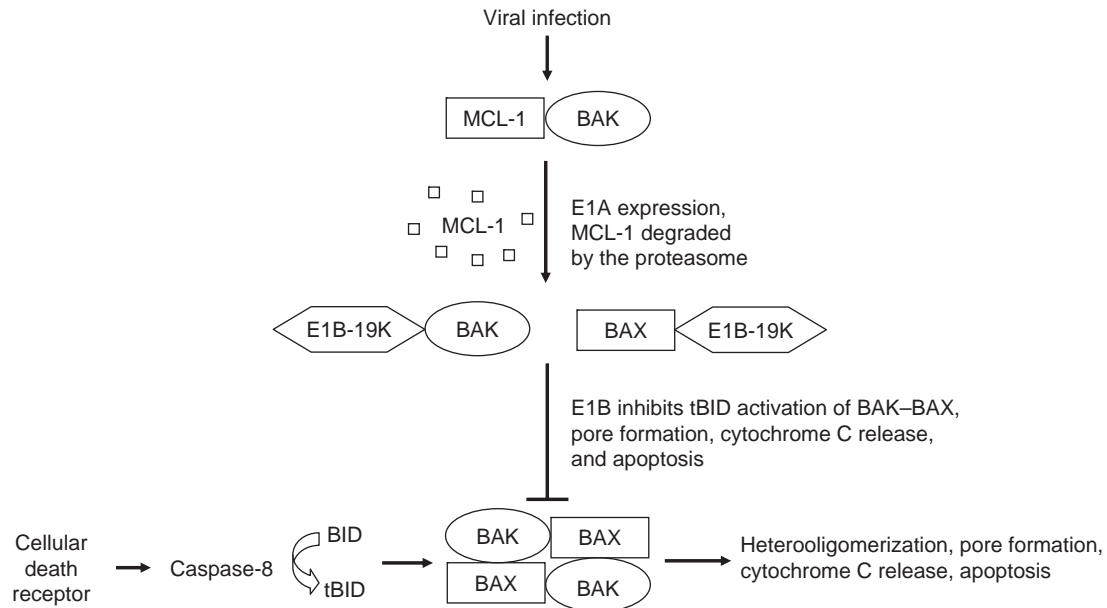 Viral infection
MCL-1 BAK
E1A expression,
MCL-1 degraded
by the proteasome
MCL-1
E1B-19K BAK BAX E1B-19K
E1B inhibits tBID activation of BAK–BAX,
pore formation, cytochrome C release,
and apoptosis
Cellular
death
receptor
Caspase-8
BID
tBID
BAK BAX
BAX BAK
Heterooligomerization, pore formation,
cytochrome C release, apoptosis